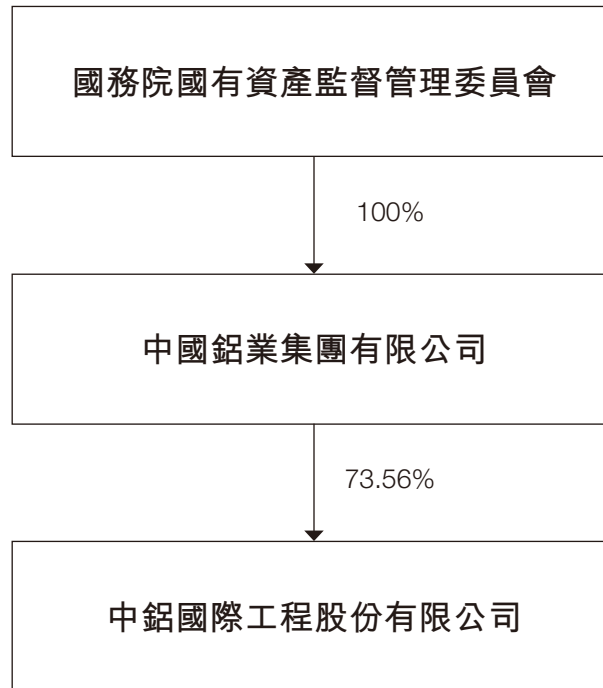 國務院國有資產監督管理委員會
100%
中國鋁業集團有限公司
73.56%
中鋁國際工程股份有限公司